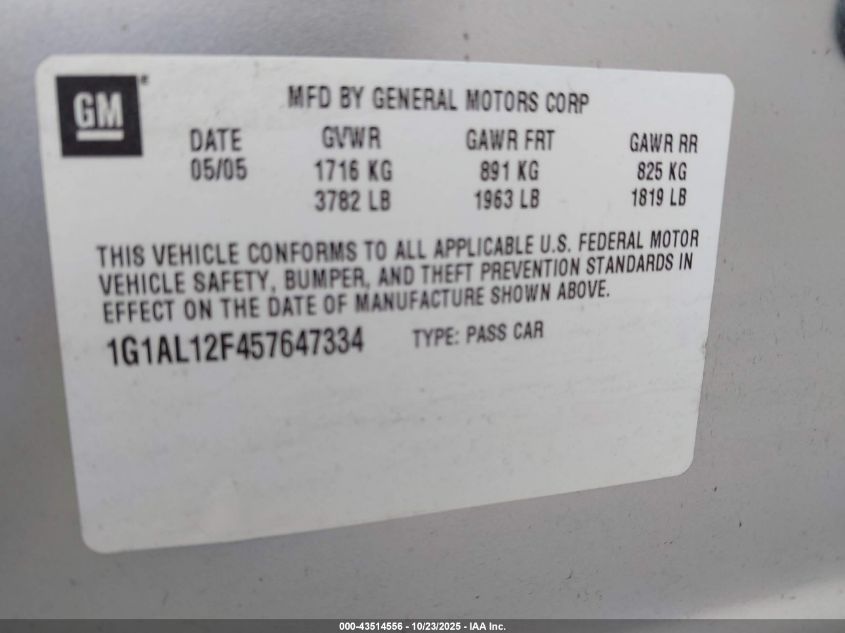 GM®
MFD BY GENERAL MOTORS CORP
DATE GVWR GAWR FRT GAWR RR
05/05 1716 KG 891 KG 825 KG
3782 LB 1963 LB 1819 LB
THIS VEHICLE CONFORMS TO ALL APPLICABLE U.S. FEDERAL MOTOR
VEHICLE SAFETY, BUMPER, AND THEFT PREVENTION STANDARDS IN
EFFECT ON THE DATE OF MANUFACTURE SHOWN ABOVE.
1G1AL12F457647334 TYPE: PASS CAR
000-43514556 - 10/23/2025 - IAA Inc.